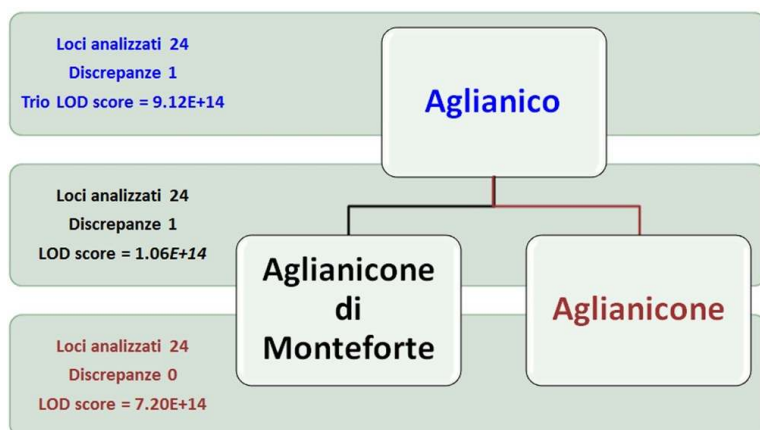 Loci analizzati 24
Discrepanze 1
Trio LOD score = 9.12E+14
Aglianico
Loci analizzati 24
Discrepanze 1
LOD score = 1.06E+14
Aglianicone
di
Monteforte
Aglianicone
Loci analizzati 24
Discrepanze 0
LOD score = 7.20E+14